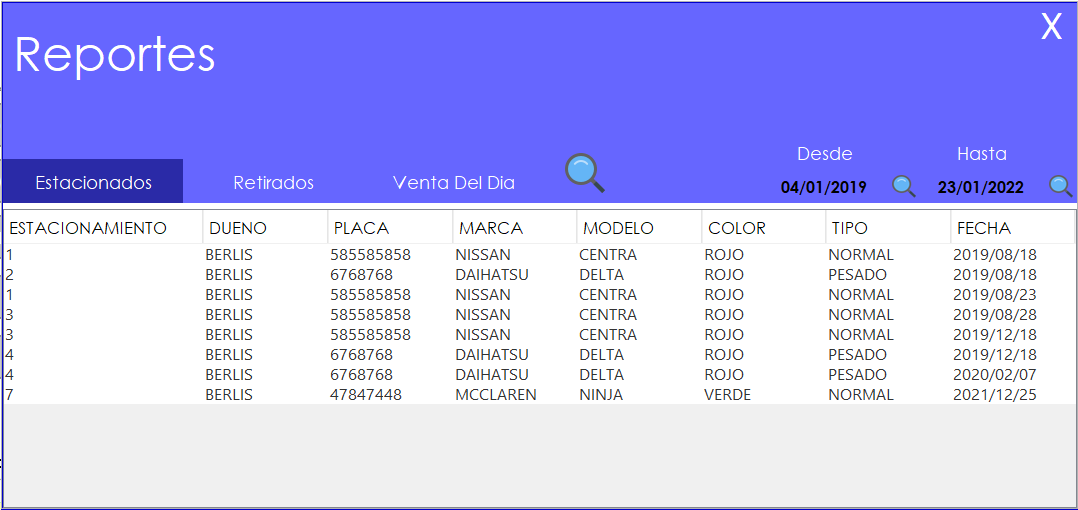 X
Reportes
Desde Hasta
Estacionados Retirados Venta Del Dia 04/01/2019 23/01/2022
ESTACIONAMIENTO DUENO PLACA MARCA MODELO COLOR TIPO FECHA
1 BERLIS 585585858 NISSAN CENTRA ROJO NORMAL 2019/08/18
2 BERLIS 6768768 DAIHATSU DELTA ROJO PESADO 2019/08/18
1 BERLIS 585585858 NISSAN CENTRA ROJO NORMAL 2019/08/23
3 BERLIS 585585858 NISSAN CENTRA ROJO NORMAL 2019/08/28
3 BERLIS 585585858 NISSAN CENTRA ROJO NORMAL 2019/12/18
4 BERLIS 6768768 DAIHATSU DELTA ROJO PESADO 2019/12/18
4 BERLIS 6768768 DAIHATSU DELTA ROJO PESADO 2020/02/07
7 BERLIS 47847448 MCCLAREN NINJA VERDE NORMAL 2021/12/25